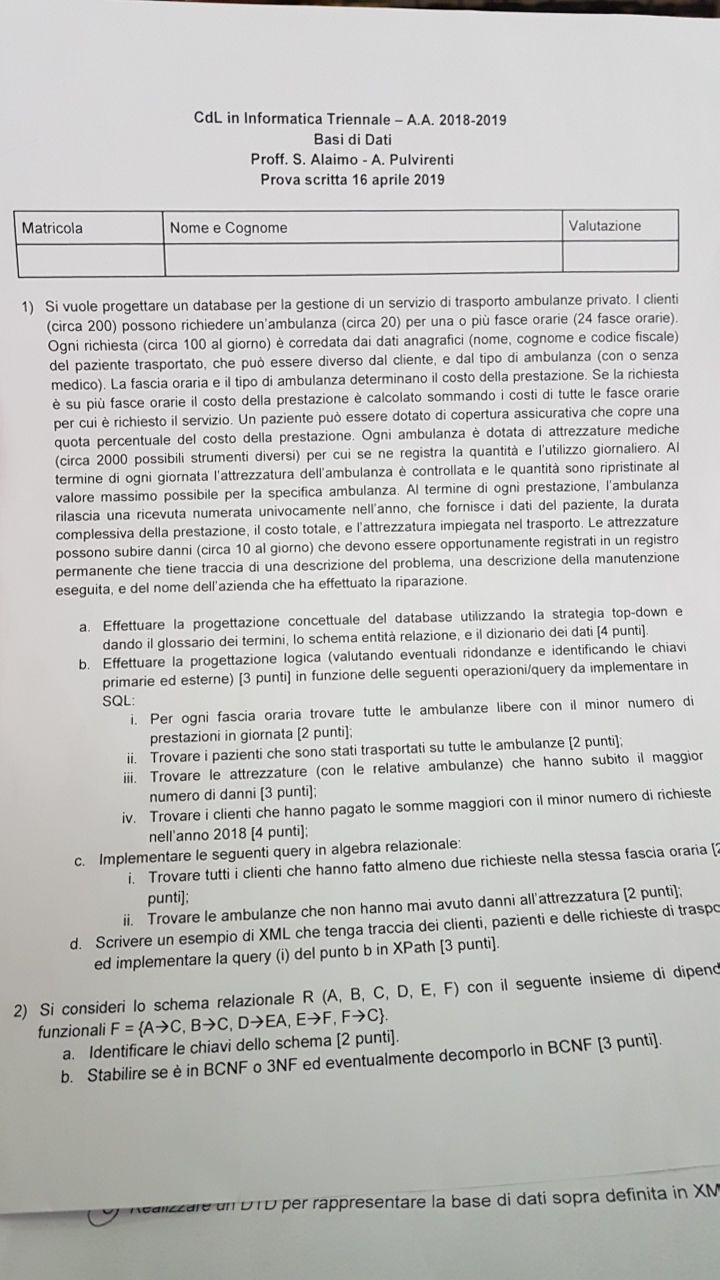 CdL in Informatica Triennale – A.A. 2018-2019
Basi di Dati
Proff. S. Alaimo - A. Pulvirenti
Prova scritta 16 aprile 2019
Matricola Nome e Cognome Valutazione
1) Si vuole progettare un database per la gestione di un servizio di trasporto ambulanze privato. I clienti
(circa 200) possono richiedere un'ambulanza (circa 20) per una o più fasce orarie (24 fasce orarie).
Ogni richiesta (circa 100 al giorno) è corredata dai dati anagrafici (nome, cognome e codice fiscale)
del paziente trasportato, che può essere diverso dal cliente, e dal tipo di ambulanza (con o senza
medico). La fascia oraria e il tipo di ambulanza determinano il costo della prestazione. Se la richiesta
è su più fasce orarie il costo della prestazione è calcolato sommando i costi di tutte le fasce orarie
per cui è richiesto il servizio. Un paziente può essere dotato di copertura assicurativa che copre una
quota percentuale del costo della prestazione. Ogni ambulanza è dotata di attrezzature mediche
(circa 2000 possibili strumenti diversi) per cui se ne registra la quantità e l'utilizzo giornaliero. Al
termine di ogni giornata l'attrezzatura dell'ambulanza è controllata e le quantità sono ripristinate al
valore massimo possibile per la specifica ambulanza. Al termine di ogni prestazione, l'ambulanza
rilascia una ricevuta numerata univocamente nell'anno, che fornisce i dati del paziente, la durata
complessiva della prestazione, il costo totale, e l'attrezzatura impiegata nel trasporto. Le attrezzature
possono subire danni (circa 10 al giorno) che devono essere opportunamente registrati in un registro
permanente che tiene traccia di una descrizione del problema, una descrizione della manutenzione
eseguita, e del nome dell'azienda che ha effettuato la riparazione.
a. Effettuare la progettazione concettuale del database utilizzando la strategia top-down e
dando il glossario dei termini, lo schema entità relazione, e il dizionario dei dati [4 punti].
b. Effettuare la progettazione logica (valutando eventuali ridondanze e identificando le chiavi
primarie ed esterne) [3 punti] in funzione delle seguenti operazioni/query da implementare in
SQL:
i. Per ogni fascia oraria trovare tutte le ambulanze libere con il minor numero di
prestazioni in giornata [2 punti];
ii. Trovare i pazienti che sono stati trasportati su tutte le ambulanze [2 punti];
iii. Trovare le attrezzature (con le relative ambulanze) che hanno subito il maggior
numero di danni [3 punti];
iv. Trovare i clienti che hanno pagato le somme maggiori con il minor numero di richieste
nell'anno 2018 [4 punti];
c. Implementare le seguenti query in algebra relazionale:
i. Trovare tutti i clienti che hanno fatto almeno due richieste nella stessa fascia oraria [2
punti];
ii. Trovare le ambulanze che non hanno mai avuto danni all'attrezzatura [2 punti];
d. Scrivere un esempio di XML che tenga traccia dei clienti, pazienti e delle richieste di traspo
ed implementare la query (i) del punto b in XPath [3 punti].
2) Si consideri lo schema relazionale R (A, B, C, D, E, F) con il seguente insieme di dipend
funzionali F = {A→C, B→C, D→EA, E→F, F→C}.
a. Identificare le chiavi dello schema [2 punti].
b. Stabilire se è in BCNF o 3NF ed eventualmente decomporlo in BCNF [3 punti].
Realizzare un DTD per rappresentare la base di dati sopra definita in XM